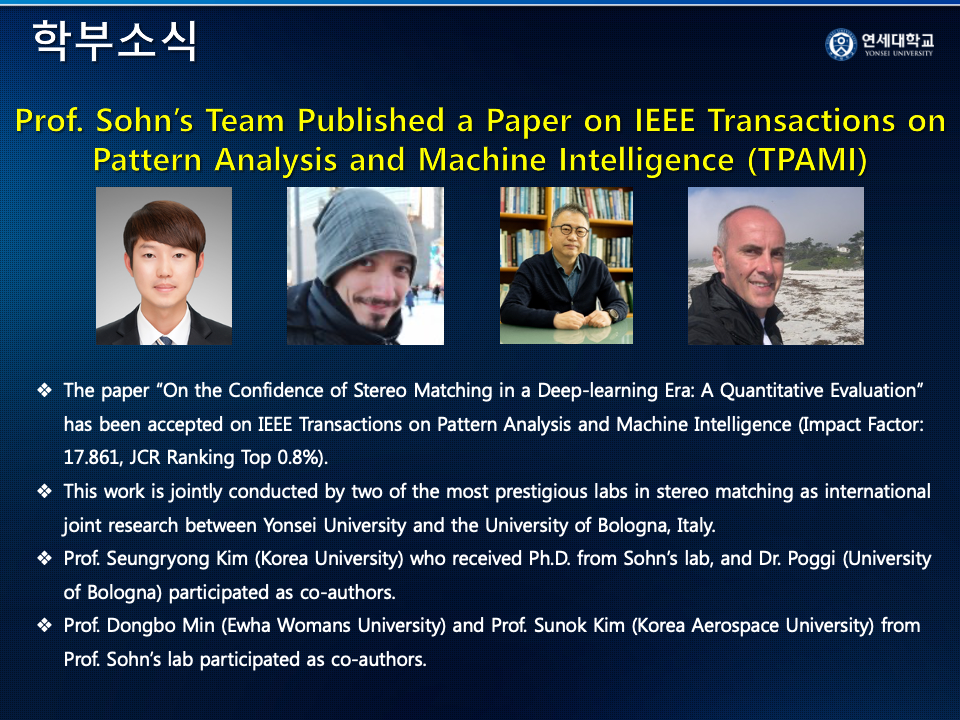 학부소식
연세대학교
YONSEI UNIVERSITY
Prof. Sohn’s Team Published a Paper on IEEE Transactions on
Pattern Analysis and Machine Intelligence (TPAMI)
❖ The paper “On the Confidence of Stereo Matching in a Deep-learning Era: A Quantitative Evaluation”
has been accepted on IEEE Transactions on Pattern Analysis and Machine Intelligence (Impact Factor:
17.861, JCR Ranking Top 0.8%).
❖ This work is jointly conducted by two of the most prestigious labs in stereo matching as international
joint research between Yonsei University and the University of Bologna, Italy.
❖ Prof. Seungryong Kim (Korea University) who received Ph.D. from Sohn’s lab, and Dr. Poggi (University
of Bologna) participated as co-authors.
❖ Prof. Dongbo Min (Ewha Womans University) and Prof. Sunok Kim (Korea Aerospace University) from
Prof. Sohn’s lab participated as co-authors.